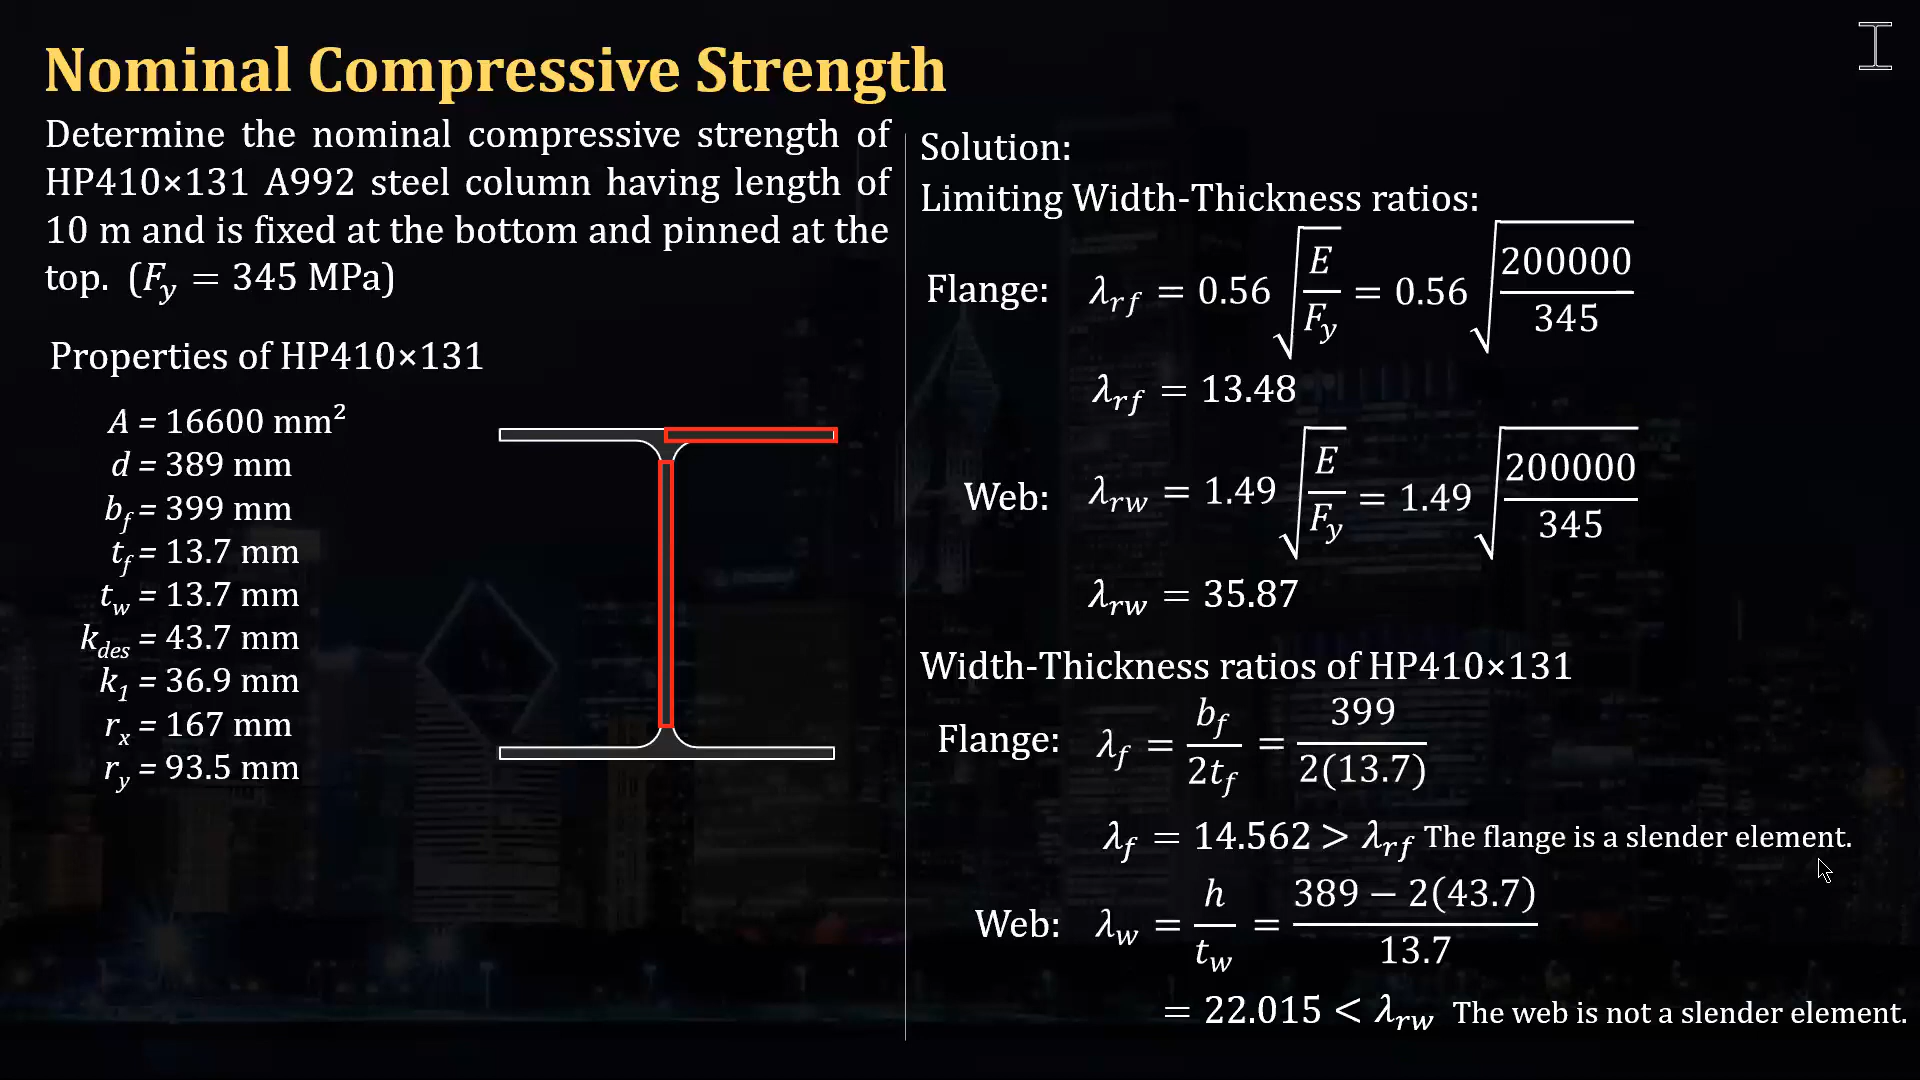 Nominal Compressive Strength
Determine the nominal compressive strength of
HP410×131 A992 steel column having length of
10 m and is fixed at the bottom and pinned at the
top. (F_y = 345 MPa)
Properties of HP410×131
A = 16600 mm²
d = 389 mm
b_f = 399 mm
t_f = 13.7 mm
t_w = 13.7 mm
k_des = 43.7 mm
k_1 = 36.9 mm
r_x = 167 mm
r_y = 93.5 mm
Solution:
Limiting Width-Thickness ratios:
Flange: λ_rf = 0.56 √(E/F_y) = 0.56 √(200000/345)
λ_rf = 13.48
Web: λ_rw = 1.49 √(E/F_y) = 1.49 √(200000/345)
λ_rw = 35.87
Width-Thickness ratios of HP410×131
Flange: λ_f = b_f/2t_f = 399/2(13.7)
λ_f = 14.562 > λ_rf The flange is a slender element.
Web: λ_w = h/t_w = 389 − 2(43.7)/13.7
= 22.015 < λ_rw The web is not a slender element.